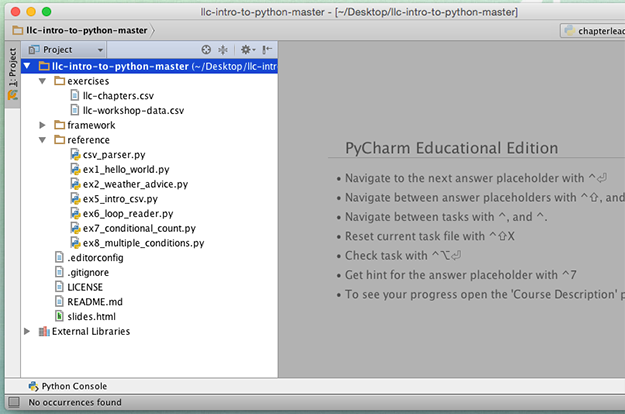 llc-intro-to-python-master - [~/Desktop/llc-intro-to-python-master]
llc-intro-to-python-master
chapterlead
1: Project
Project
llc-intro-to-python-master (~/Desktop/llc-intr
exercises
llc-chapters.csv
llc-workshop-data.csv
framework
reference
csv_parser.py
ex1_hello_world.py
ex2_weather_advice.py
ex5_intro_csv.py
ex6_loop_reader.py
ex7_conditional_count.py
ex8_multiple_conditions.py
.editorconfig
.gitignore
LICENSE
README.md
slides.html
External Libraries
PyCharm Educational Edition
• Navigate to the next answer placeholder with ^⏎
• Navigate between answer placeholders with ^⇧, and
• Navigate between tasks with ^, and ^.
• Reset current task file with ^⇧X
• Check task with ^⌥⏎
• Get hint for the answer placeholder with ^7
• To see your progress open the 'Course Description' p
Python Console
No occurrences found